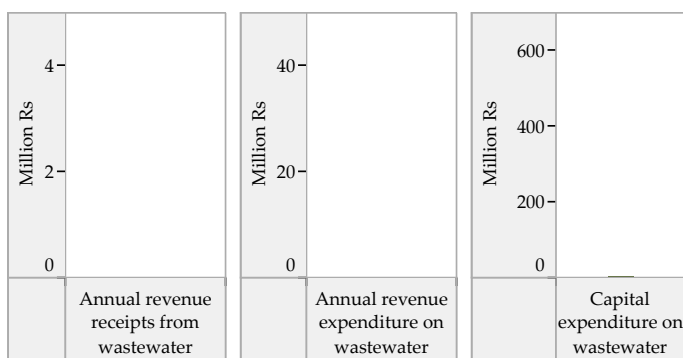 4
2
0
Million Rs
Annual revenue
receipts from
wastewater
40
20
0
Million Rs
Annual revenue
expenditure on
wastewater
600
400
200
0
Million Rs
Capital
expenditure on
wastewater